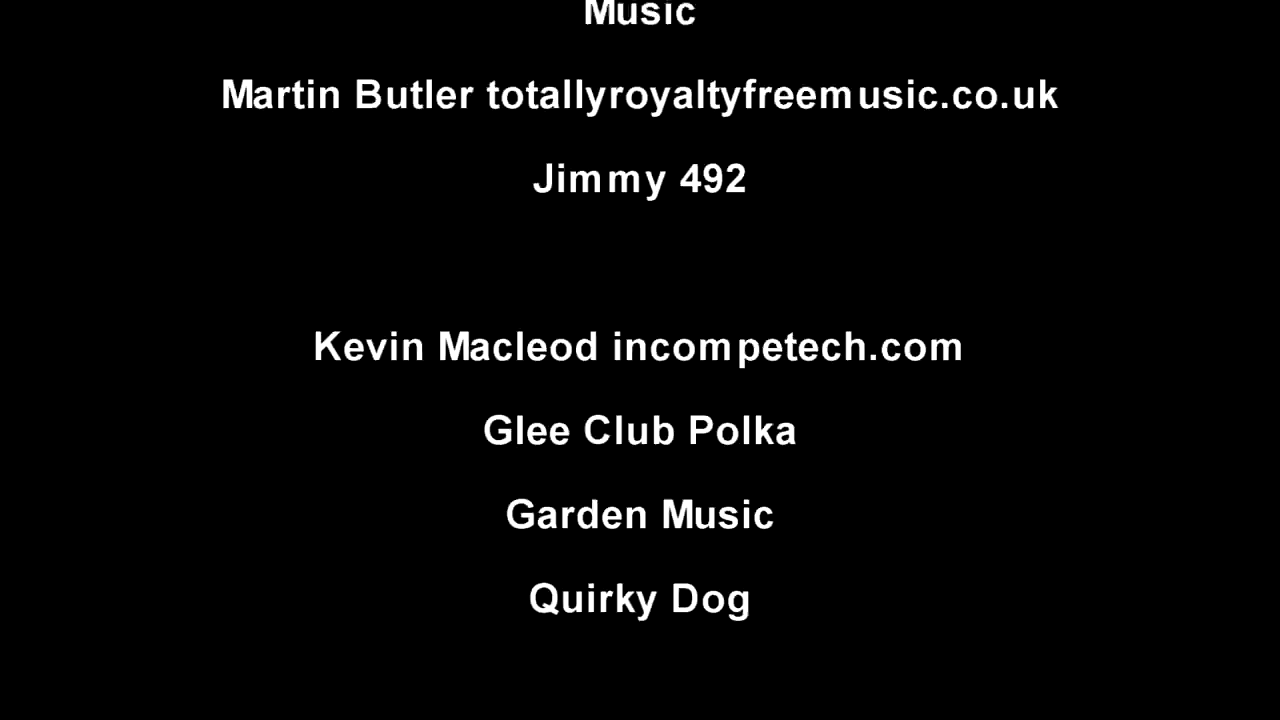 Music
Martin Butler totallyroyaltyfreemusic.co.uk
Jimmy 492
Kevin Macleod incompetech.com
Glee Club Polka
Garden Music
Quirky Dog